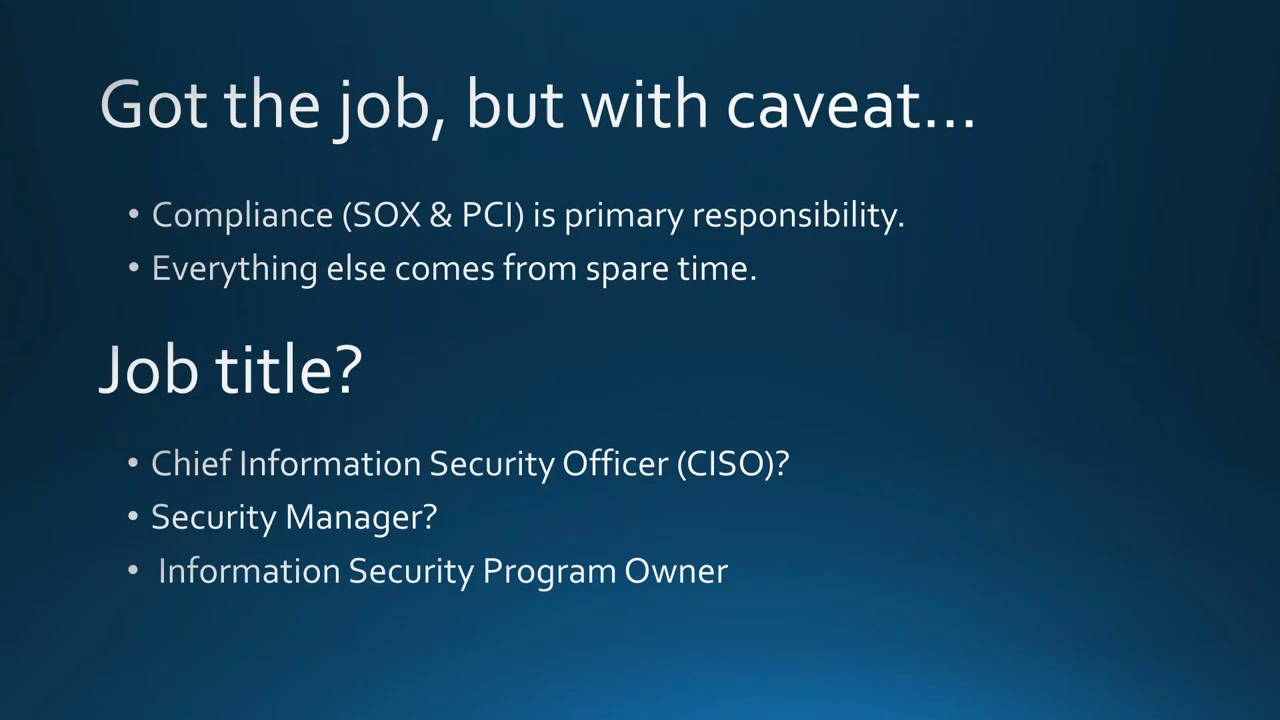 Got the job, but with caveat...
• Compliance (SOX & PCI) is primary responsibility.
• Everything else comes from spare time.
Job title?
• Chief Information Security Officer (CISO)?
• Security Manager?
• Information Security Program Owner